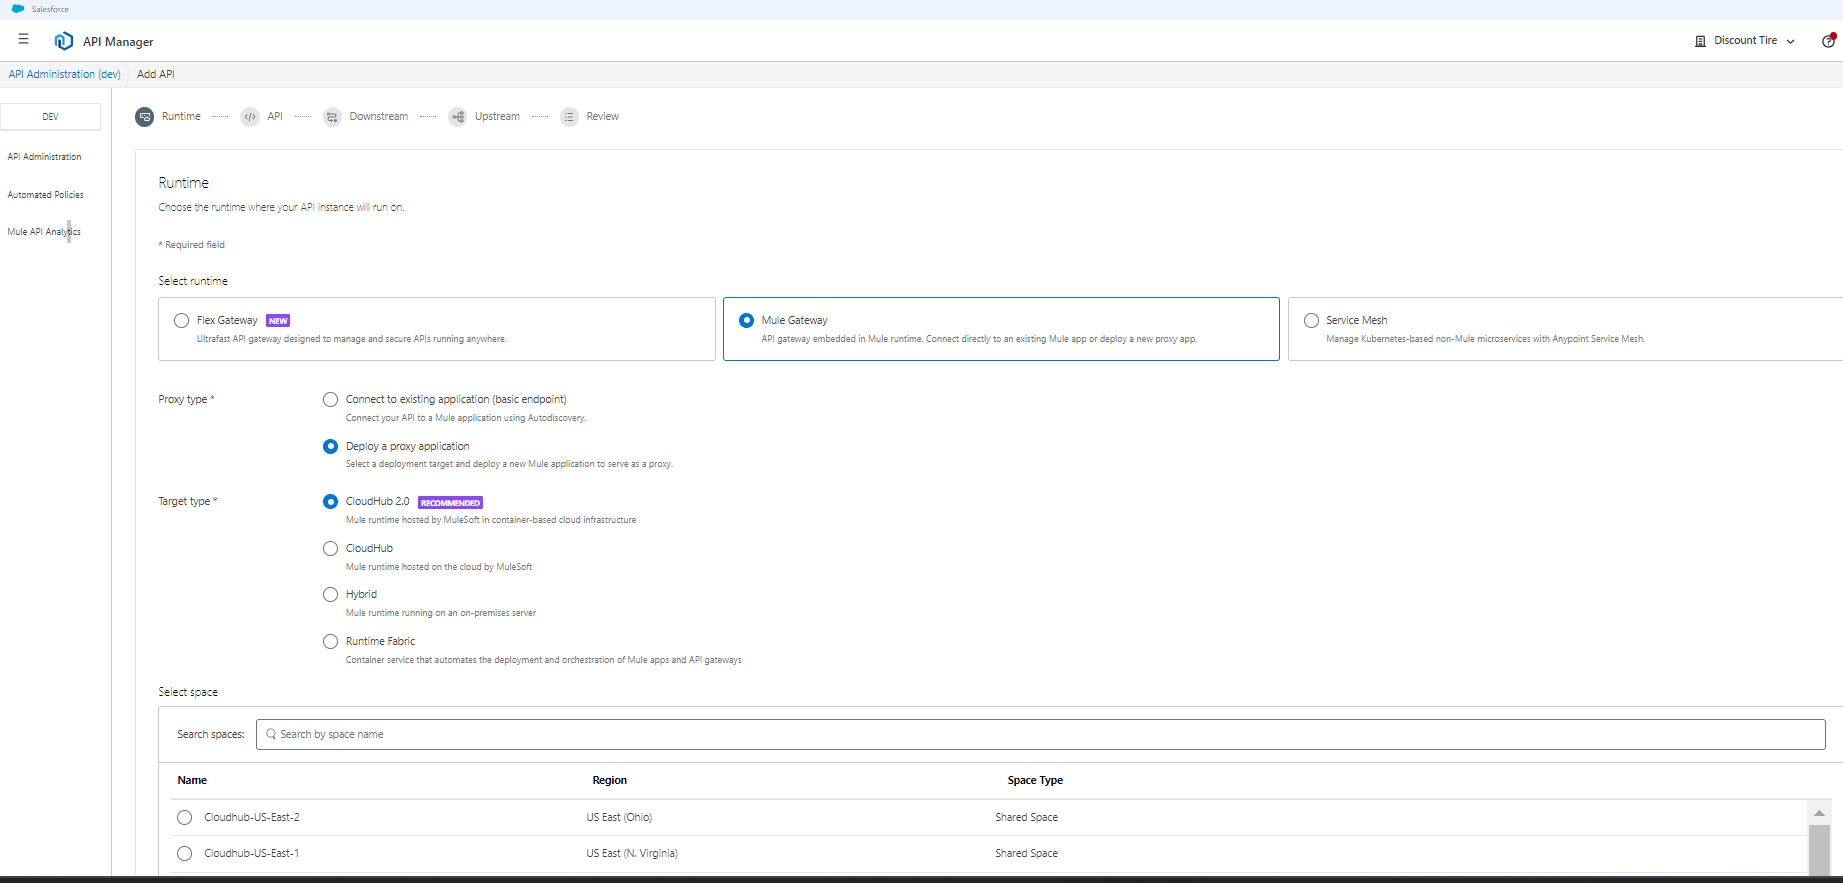 Salesforce
API Manager
Discount Tire
API Administration (dev)
Add API
DEV
Runtime
API
Downstream
Upstream
Review
API Administration
Automated Policies
Mule API Analytics
Runtime
Choose the runtime where your API instance will run on.
* Required field
Select runtime
Flex Gateway NEW
Ultrafast API gateway designed to manage and secure APIs running anywhere.
Mule Gateway
API gateway embedded in Mule runtime. Connect directly to an existing Mule app or deploy a new proxy app.
Service Mesh
Manage Kubernetes-based non-Mule microservices with Anypoint Service Mesh.
Proxy type *
Connect to existing application (basic endpoint)
Connect your API to a Mule application using Autodiscovery.
Deploy a proxy application
Select a deployment target and deploy a new Mule application to serve as a proxy.
Target type *
CloudHub 2.0 RECOMMENDED
Mule runtime hosted by MuleSoft in container-based cloud infrastructure
CloudHub
Mule runtime hosted on the cloud by MuleSoft
Hybrid
Mule runtime running on an on-premises server
Runtime Fabric
Container service that automates the deployment and orchestration of Mule apps and API gateways
Select space
Search spaces:
Search by space name
Name Region Space Type
Cloudhub-US-East-2 US East (Ohio) Shared Space
Cloudhub-US-East-1 US East (N. Virginia) Shared Space